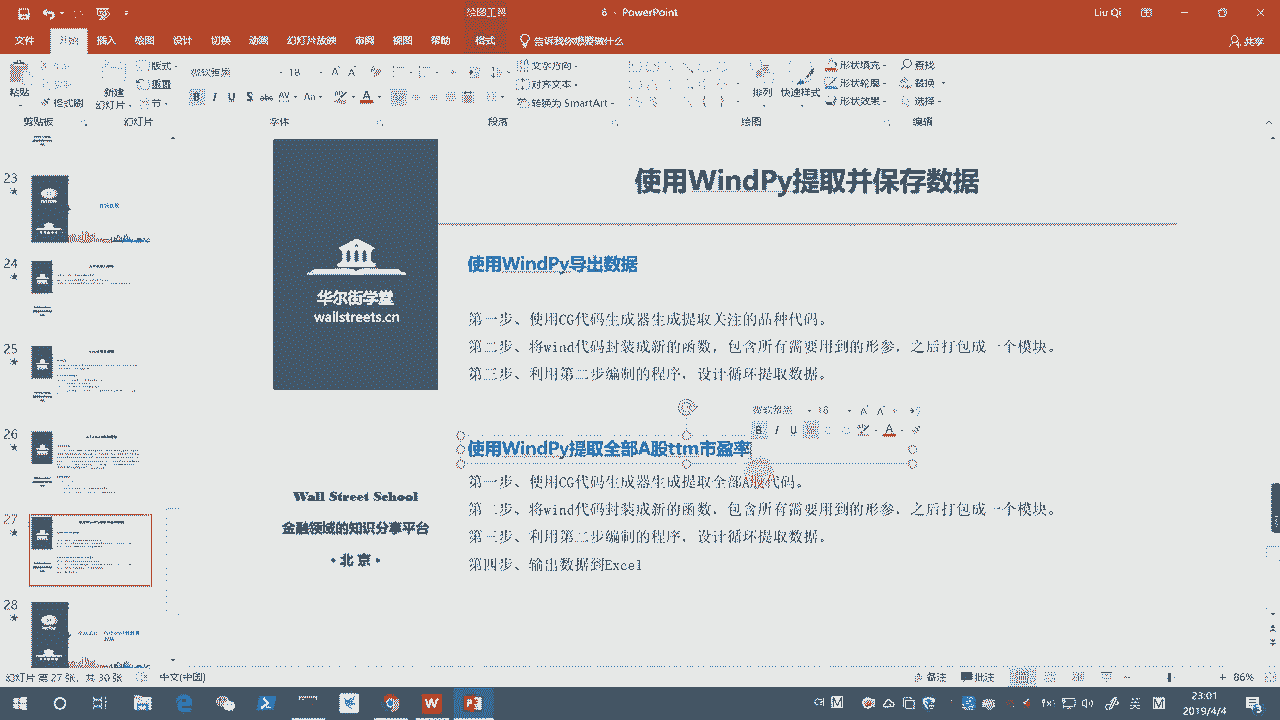 绘图工具
6 - PowerPoint
Liu Qi
文件 开始 插入 绘图 设计 切换 动画 幻灯片放映 审阅 视图 帮助 格式 告诉我你想要做什么 共享
粘贴
格式刷
新建
幻灯片
版式
重置
节
18
B I U S abc AV Aa A
文字方向
对齐文本
转换为 SmartArt
排列
快速样式
形状填充
形状轮廓
形状效果
查找
替换
选择
剪贴板 幻灯片 字体 段落 绘图 编辑
23
24
25
26
27
28
华尔街学堂
wallstreets.cn
Wall Street School
金融领域的知识分享平台
• 北 京 •
使用WindPy提取并保存数据
使用WindPy导出数据
第一步、使用CG代码生成器生成提取关注的品种代码。
第二步、将wind代码封装成新的函数，包含所有需要用到的形参，之后打包成一个模块。
第三步、利用第二步编制的程序，设计循环提取数据。
使用WindPy提取全部A股ttm市盈率
第一步、使用CG代码生成器生成提取全部A股代码。
第二步、将wind代码封装成新的函数，包含所有需要用到的形参，之后打包成一个模块。
第三步、利用第二步编制的程序，设计循环提取数据。
第四步、输出数据到Excel
幻灯片 第 27 张，共 30 张
中文(中国)
备注
批注
86%
23:01
2019/4/4